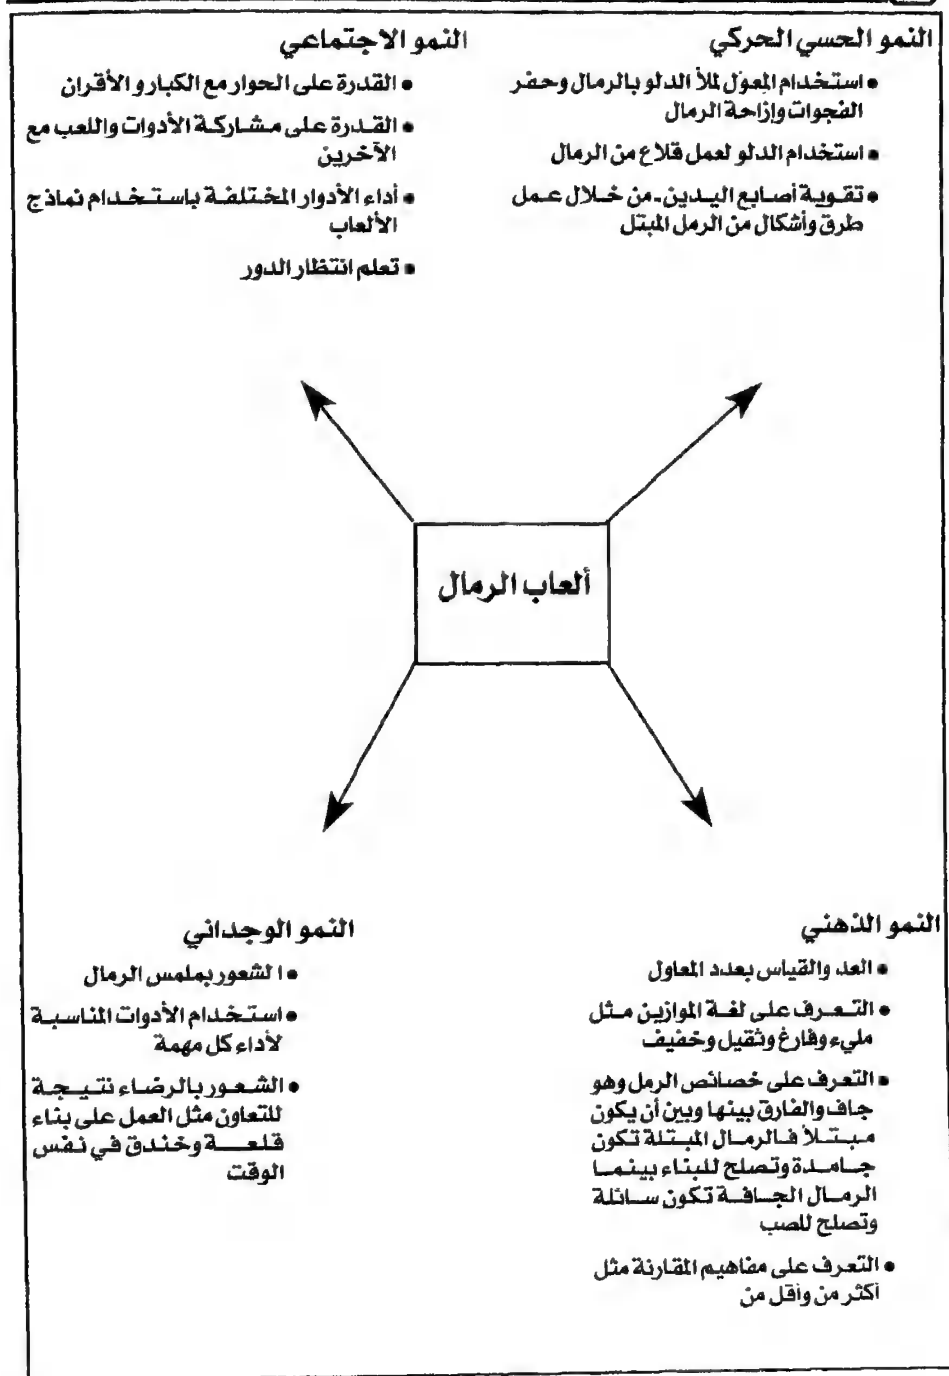 النمو الحسي الحركي
• استخدام المعول لملأ الدلو بالرمال وحفر
الفجوات وإزاحة الرمال
• استخدام الدلو لعمل قلاع من الرمال
• تقوية أصابع اليدين - من خلال عمل
طرق وأشكال من الرمل المبتل
النمو الاجتماعي
• القدرة على الحوار مع الكبار والأقران
• القدرة على مشاركة الأدوات واللعب مع
الآخرين
• أداء الأدوار المختلفة باستخدام نماذج
الألعاب
• تعلم انتظار الدور
ألعاب الرمال
النمو الذهني
• العد والقياس بعدد المعاول
• التعرف على لغة الموازين مثل
مليء وفارغ وثقيل وخفيف
• التعرف على خصائص الرمل وهو
جاف والفارق بينها وبين أن يكون
مبتلاً فالرمال المبتلة تكون
جامدة وتصلح للبناء بينما
الرمال الجافة تكون سائلة
وتصلح للصب
• التعرف على مفاهيم المقارنة مثل
أكثر من وأقل من
النمو الوجداني
• الشعور بملمس الرمال
• استخدام الأدوات المناسبة
لأداء كل مهمة
• الشعور بالرضاء نتيجة
للتعاون مثل العمل على بناء
قلعة وخندق في نفس
الوقت